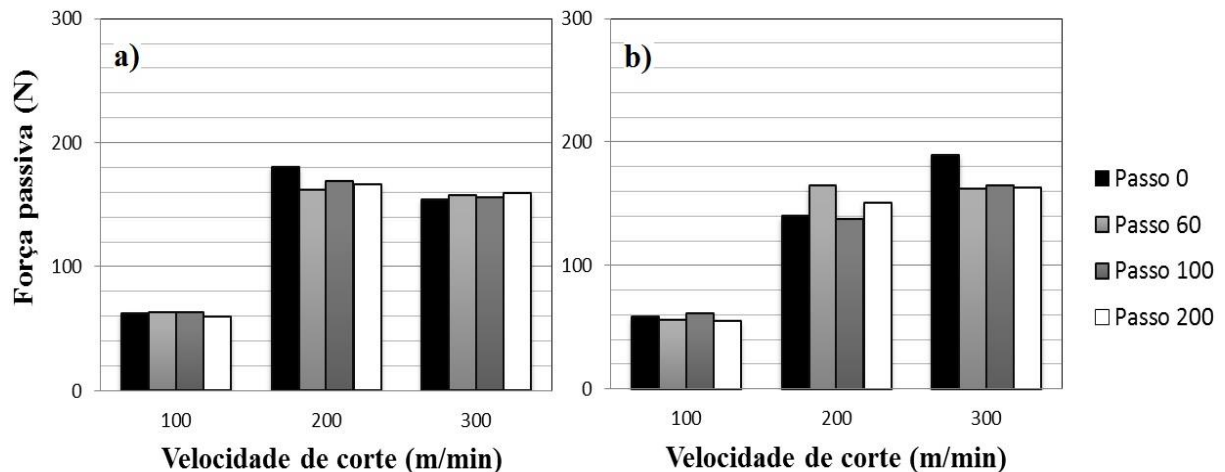 Força passiva (N)
a)
300
200
100
0
100 200 300
Velocidade de corte (m/min)
b)
300
200
100
0
100 200 300
Velocidade de corte (m/min)
Passo 0
Passo 60
Passo 100
Passo 200